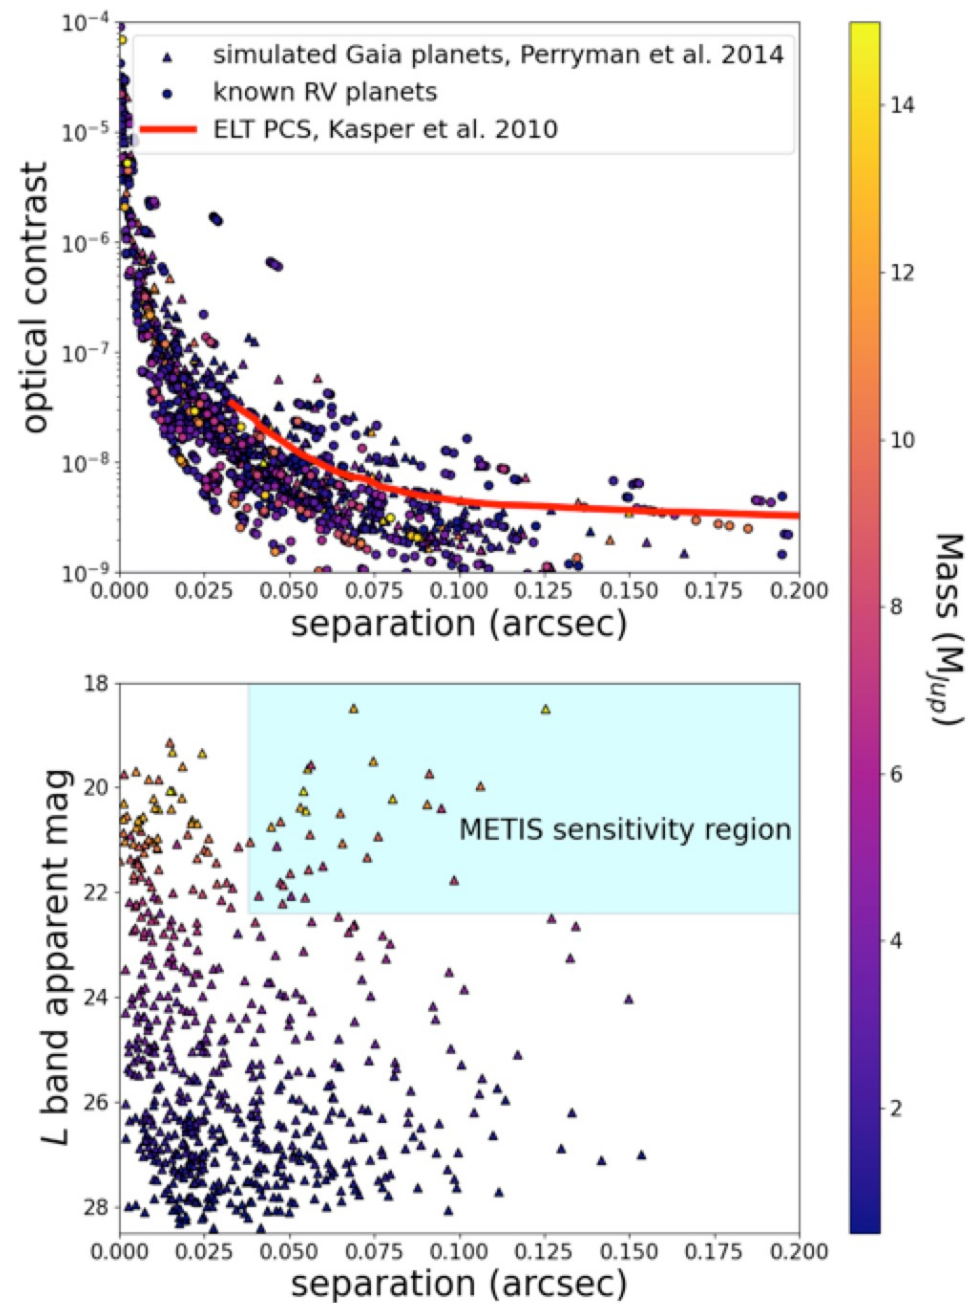 10⁻⁴
simulated Gaia planets, Perryman et al. 2014
known RV planets
ELT PCS, Kasper et al. 2010
10⁻⁵
10⁻⁶
10⁻⁷
10⁻⁸
10⁻⁹
optical contrast
0.000 0.025 0.050 0.075 0.100 0.125 0.150 0.175 0.200
separation (arcsec)
18
20
22
24
26
28
L band apparent mag
METIS sensitivity region
0.000 0.025 0.050 0.075 0.100 0.125 0.150 0.175 0.200
separation (arcsec)
14
12
10
8
6
4
2
Mass (M_Jup)